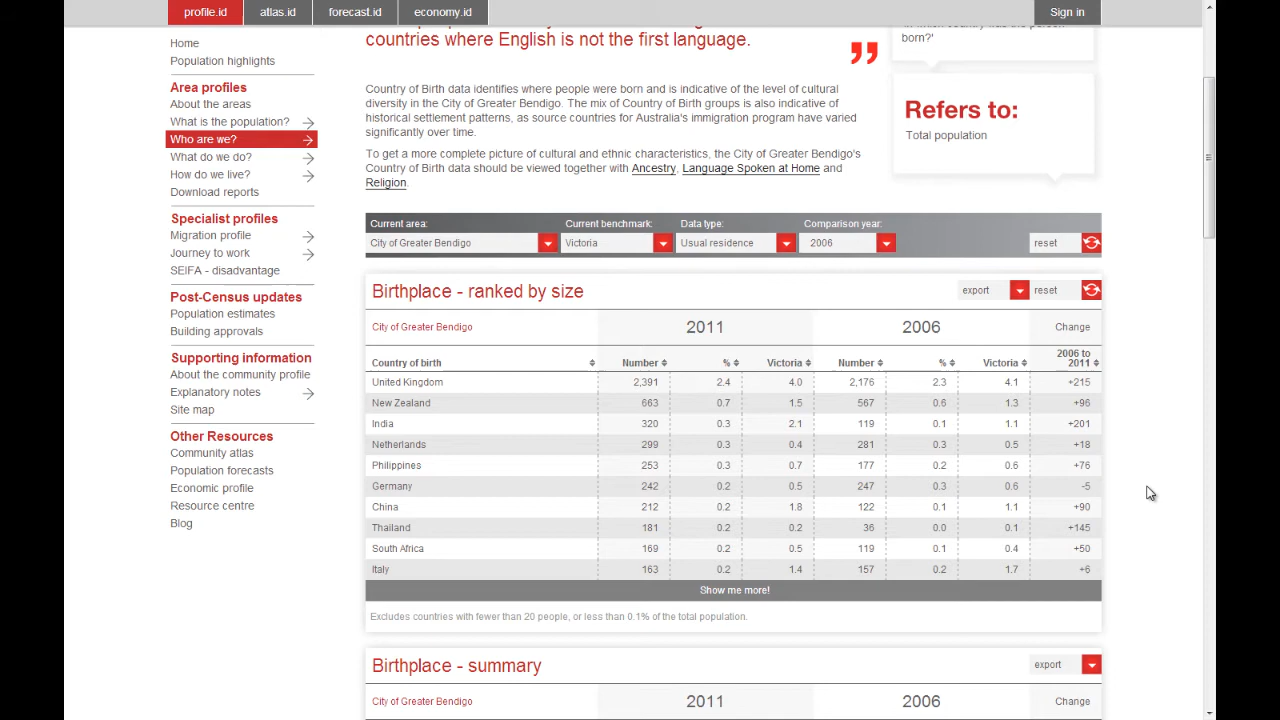 profile.id atlas.id forecast.id economy.id Sign in
Home
Population highlights
Area profiles
About the areas
What is the population?
Who are we?
What do we do?
How do we live?
Download reports
Specialist profiles
Migration profile
Journey to work
SEIFA - disadvantage
Post-Census updates
Population estimates
Building approvals
Supporting information
About the community profile
Explanatory notes
Site map
Other Resources
Community atlas
Population forecasts
Economic profile
Resource centre
Blog
countries where English is not the first language.
"
Country of Birth data identifies where people were born and is indicative of the level of cultural
diversity in the City of Greater Bendigo. The mix of Country of Birth groups is also indicative of
historical settlement patterns, as source countries for Australia's immigration program have varied
significantly over time.
To get a more complete picture of cultural and ethnic characteristics, the City of Greater Bendigo's
Country of Birth data should be viewed together with Ancestry, Language Spoken at Home and
Religion.
born?'
Refers to:
Total population
Current area: Current benchmark: Data type: Comparison year:
City of Greater Bendigo Victoria Usual residence 2006 reset
Birthplace - ranked by size export reset
City of Greater Bendigo 2011 2006 Change
Country of birth Number % Victoria Number % Victoria 2006 to 2011
United Kingdom 2,391 2.4 4.0 2,176 2.3 4.1 +215
New Zealand 663 0.7 1.5 567 0.6 1.3 +96
India 320 0.3 2.1 119 0.1 1.1 +201
Netherlands 299 0.3 0.4 281 0.3 0.5 +18
Philippines 253 0.3 0.7 177 0.2 0.6 +76
Germany 242 0.2 0.5 247 0.3 0.6 -5
China 212 0.2 1.8 122 0.1 1.1 +90
Thailand 181 0.2 0.2 36 0.0 0.1 +145
South Africa 169 0.2 0.5 119 0.1 0.4 +50
Italy 163 0.2 1.4 157 0.2 1.7 +6
Show me more!
Excludes countries with fewer than 20 people, or less than 0.1% of the total population.
Birthplace - summary export
City of Greater Bendigo 2011 2006 Change